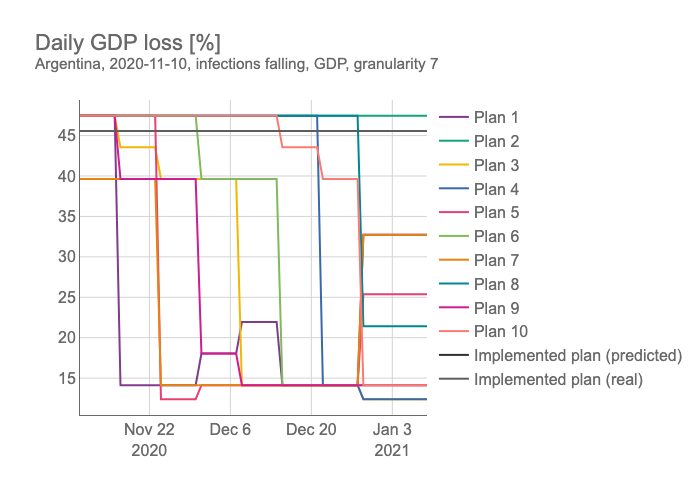 Daily GDP loss [%]
Argentina, 2020-11-10, infections falling, GDP, granularity 7
45
40
35
30
25
20
15
Nov 22
2020
Dec 6
Dec 20
Jan 3
2021
Plan 1
Plan 2
Plan 3
Plan 4
Plan 5
Plan 6
Plan 7
Plan 8
Plan 9
Plan 10
Implemented plan (predicted)
Implemented plan (real)